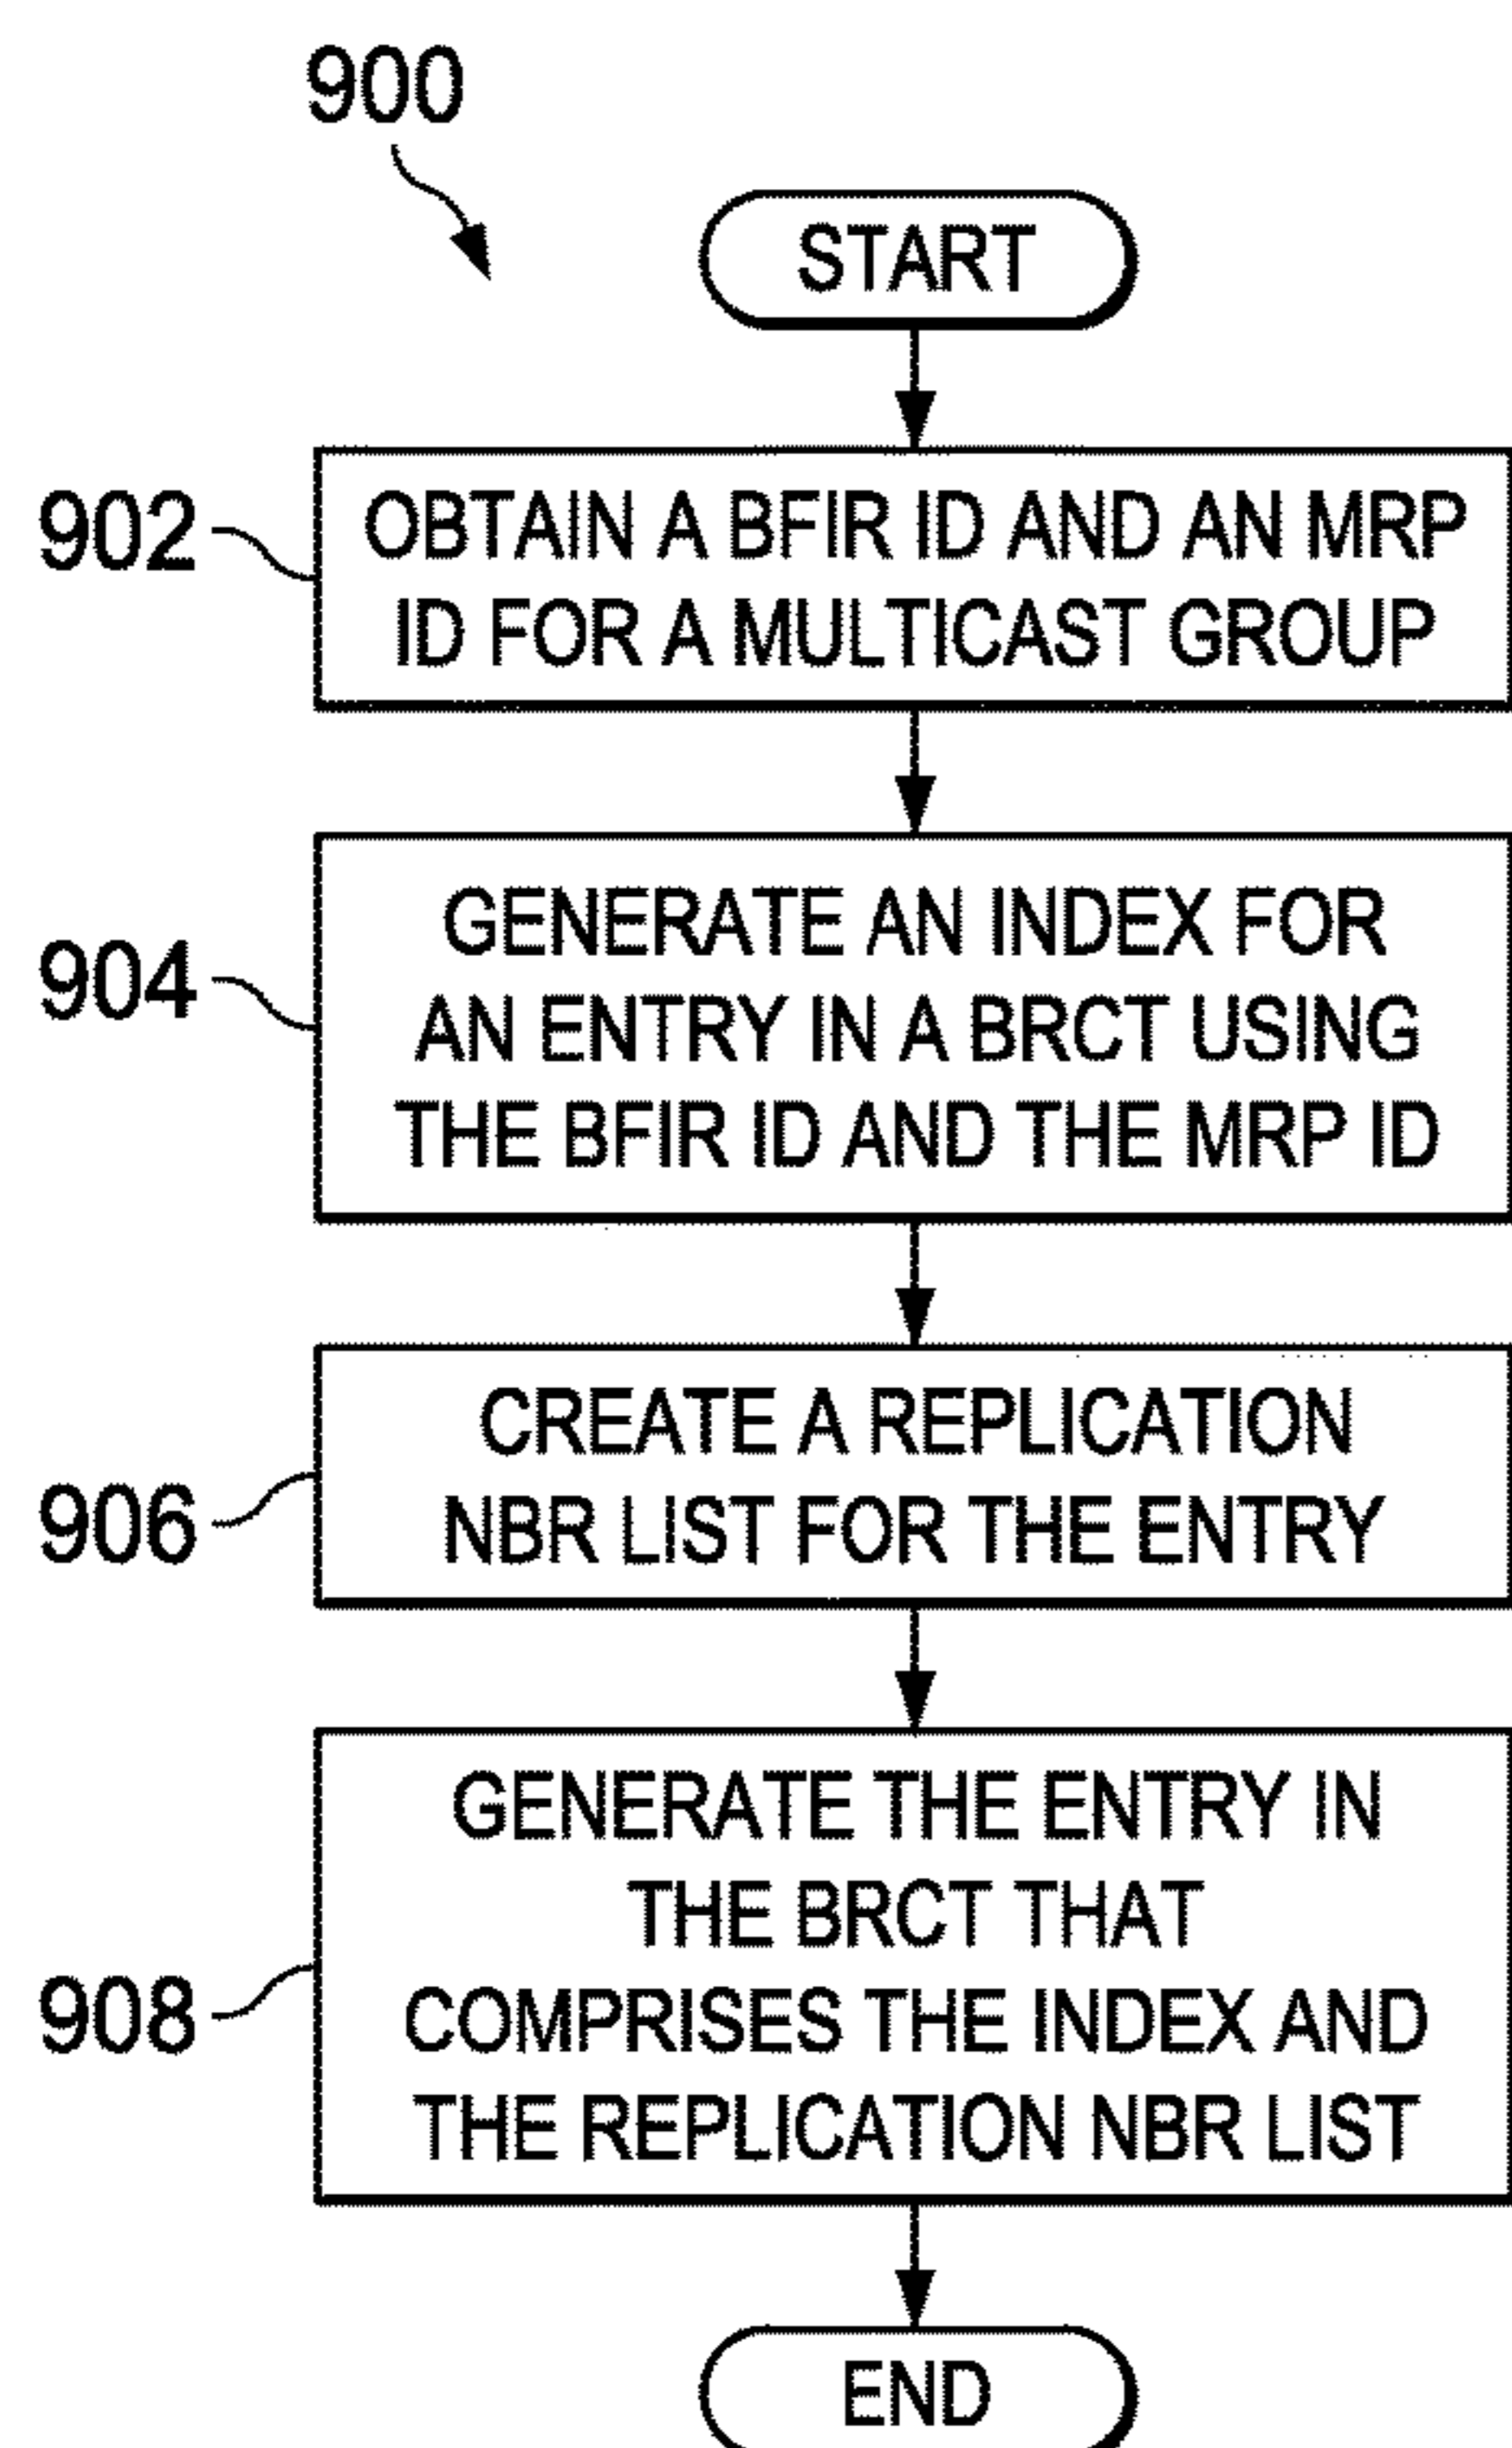 900
START
902
OBTAIN A BFIR ID AND AN MRP
ID FOR A MULTICAST GROUP
904
GENERATE AN INDEX FOR
AN ENTRY IN A BRCT USING
THE BFIR ID AND THE MRP ID
906
CREATE A REPLICATION
NBR LIST FOR THE ENTRY
908
GENERATE THE ENTRY IN
THE BRCT THAT
COMPRISES THE INDEX AND
THE REPLICATION NBR LIST
END